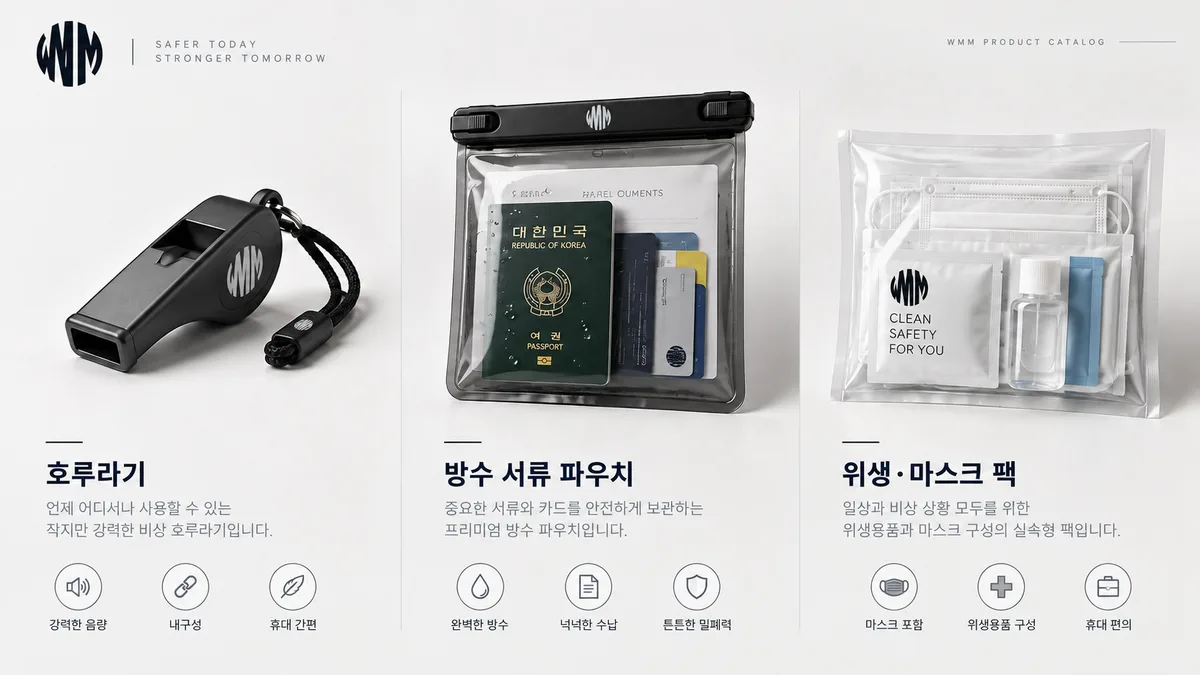 WMM
SAFER TODAY
STRONGER TOMORROW
WMM PRODUCT CATALOG
WMM
WMM
OUMENTS
대한민국
REPUBLIC OF KOREA
여권
PASSPORT
WMM
CLEAN
SAFETY
FOR YOU
호루라기
언제 어디서나 사용할 수 있는
작지만 강력한 비상 호루라기입니다.
강력한 음량
내구성
휴대 간편
방수 서류 파우치
중요한 서류와 카드를 안전하게 보관하는
프리미엄 방수 파우치입니다.
완벽한 방수
넉넉한 수납
튼튼한 밀폐력
위생·마스크 팩
일상과 비상 상황 모두를 위한
위생용품과 마스크 구성의 실속형 팩입니다.
마스크 포함
위생용품 구성
휴대 편의